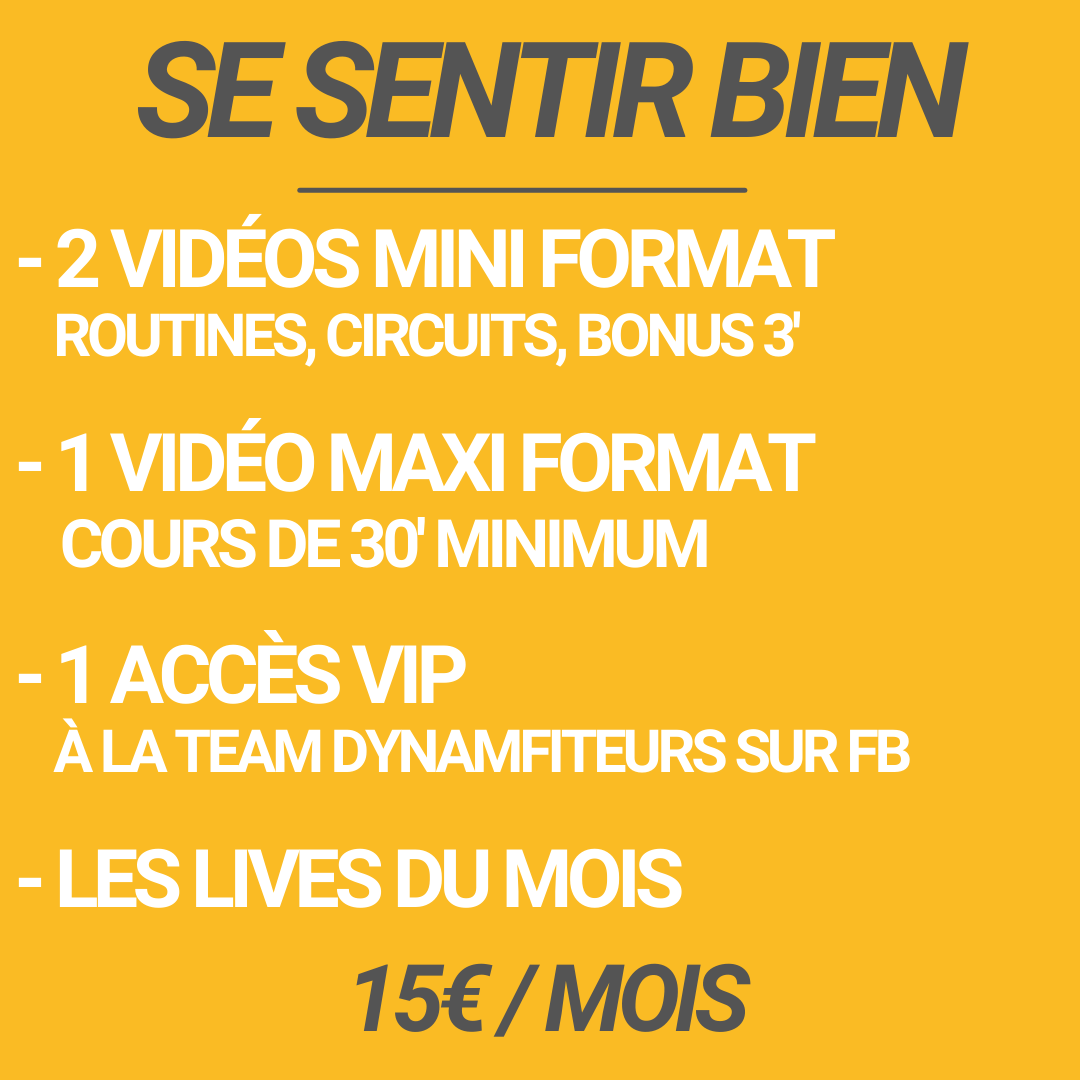 SE SENTIR BIEN
- 2 VIDÉOS MINI FORMAT
ROUTINES, CIRCUITS, BONUS 3'
- 1 VIDÉO MAXI FORMAT
COURS DE 30' MINIMUM
- 1 ACCÈS VIP
À LA TEAM DYNAMFITEURS SUR FB
- LES LIVES DU MOIS
15€ / MOIS